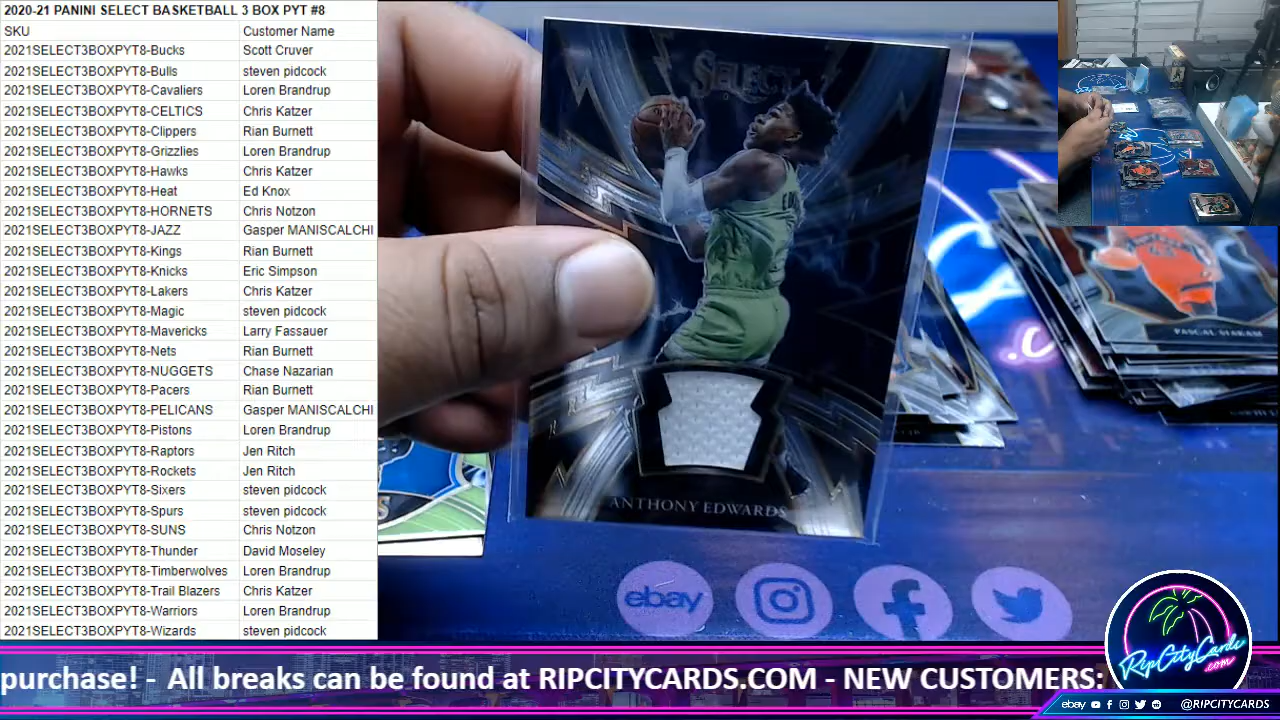 2020-21 PANINI SELECT BASKETBALL 3 BOX PYT #8
SKU Customer Name
2021SELECT3BOXPYT8-Bucks Scott Cruver
2021SELECT3BOXPYT8-Bulls steven pidcock
2021SELECT3BOXPYT8-Cavaliers Loren Brandrup
2021SELECT3BOXPYT8-CELTICS Chris Katzer
2021SELECT3BOXPYT8-Clippers Rian Burnett
2021SELECT3BOXPYT8-Grizzlies Loren Brandrup
2021SELECT3BOXPYT8-Hawks Chris Katzer
2021SELECT3BOXPYT8-Heat Ed Knox
2021SELECT3BOXPYT8-HORNETS Chris Notzon
2021SELECT3BOXPYT8-JAZZ Gasper MANISCALCHI
2021SELECT3BOXPYT8-Kings Rian Burnett
2021SELECT3BOXPYT8-Knicks Eric Simpson
2021SELECT3BOXPYT8-Lakers Chris Katzer
2021SELECT3BOXPYT8-Magic steven pidcock
2021SELECT3BOXPYT8-Mavericks Larry Fassauer
2021SELECT3BOXPYT8-Nets Rian Burnett
2021SELECT3BOXPYT8-NUGGETS Chase Nazarian
2021SELECT3BOXPYT8-Pacers Rian Burnett
2021SELECT3BOXPYT8-PELICANS Gasper MANISCALCHI
2021SELECT3BOXPYT8-Pistons Loren Brandrup
2021SELECT3BOXPYT8-Raptors Jen Ritch
2021SELECT3BOXPYT8-Rockets Jen Ritch
2021SELECT3BOXPYT8-Sixers steven pidcock
2021SELECT3BOXPYT8-Spurs steven pidcock
2021SELECT3BOXPYT8-SUNS Chris Notzon
2021SELECT3BOXPYT8-Thunder David Moseley
2021SELECT3BOXPYT8-Timberwolves Loren Brandrup
2021SELECT3BOXPYT8-Trail Blazers Chris Katzer
2021SELECT3BOXPYT8-Warriors Loren Brandrup
2021SELECT3BOXPYT8-Wizards steven pidcock
SELECT
ANTHONY EDWARDS
PASCAL SIAKAM
.c
ebay
RipCityCards
.com
purchase! - All breaks can be found at RIPCITYCARDS.COM - NEW CUSTOMERS:
ebay @RIPCITYCARDS